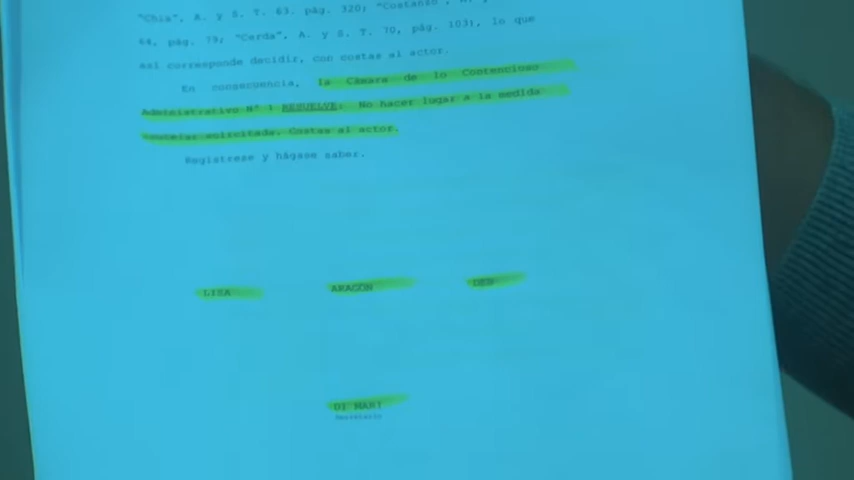 "Chia", A. y S. T. 63. pág. 320; "Costanzo", A. y
64, pág. 79; "Cerda", A. y S. T. 70, pág. 103), lo que
así corresponde decidir, con costas al actor.
En consecuencia, la Cámara de lo Contencioso
Administrativo N° 1 RESUELVE: No hacer lugar a la medida
cautelar solicitada. Costas al actor.
Regístrese y hágase saber.
LISA ARAGÓN DEB
DI MARI
Secretario